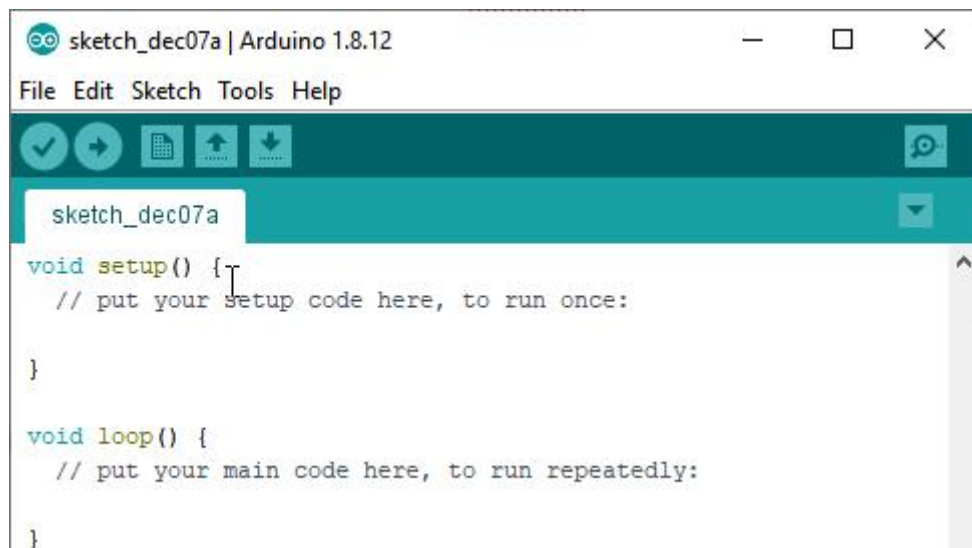 sketch_dec07a | Arduino 1.8.12
File Edit Sketch Tools Help
sketch_dec07a
void setup() {
// put your setup code here, to run once:
}
void loop() {
// put your main code here, to run repeatedly:
}